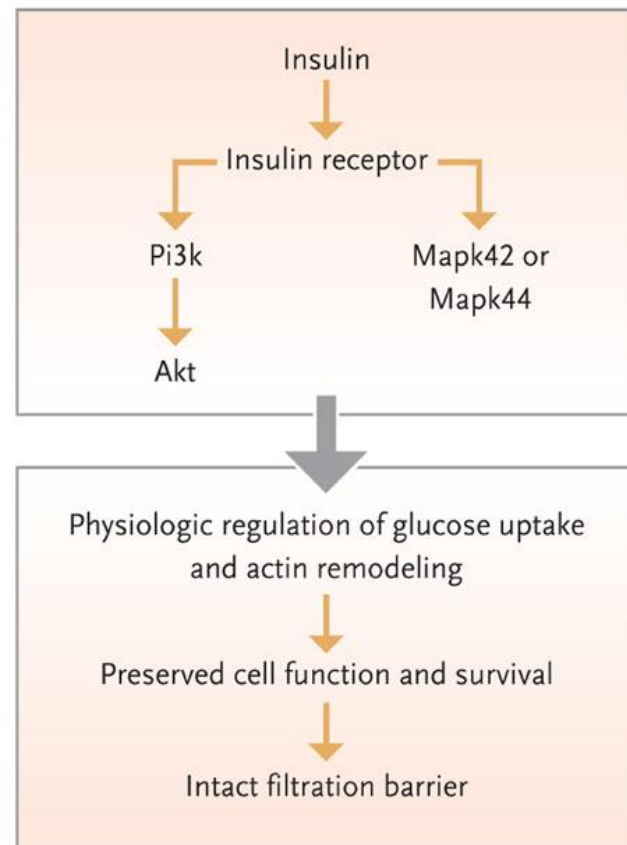 Insulin
Insulin receptor
Pi3k
Mapk42 or
Mapk44
Akt
Physiologic regulation of glucose uptake
and actin remodeling
Preserved cell function and survival
Intact filtration barrier